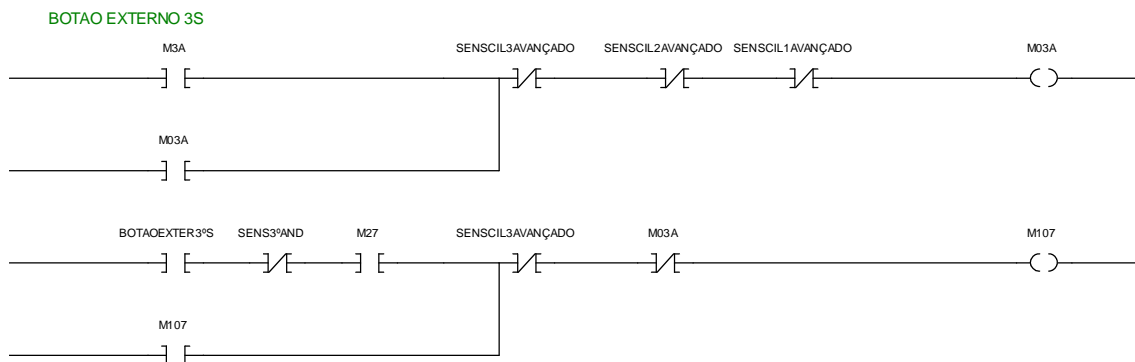 BOTAO EXTERNO 3S
M3A SENSCIL3AVANÇADO SENSCIL2AVANÇADO SENSCIL1AVANÇADO M03A
M03A
BOTAOEXTER3ºS SENS3ºAND M27 SENSCIL3AVANÇADO M03A M107
M107